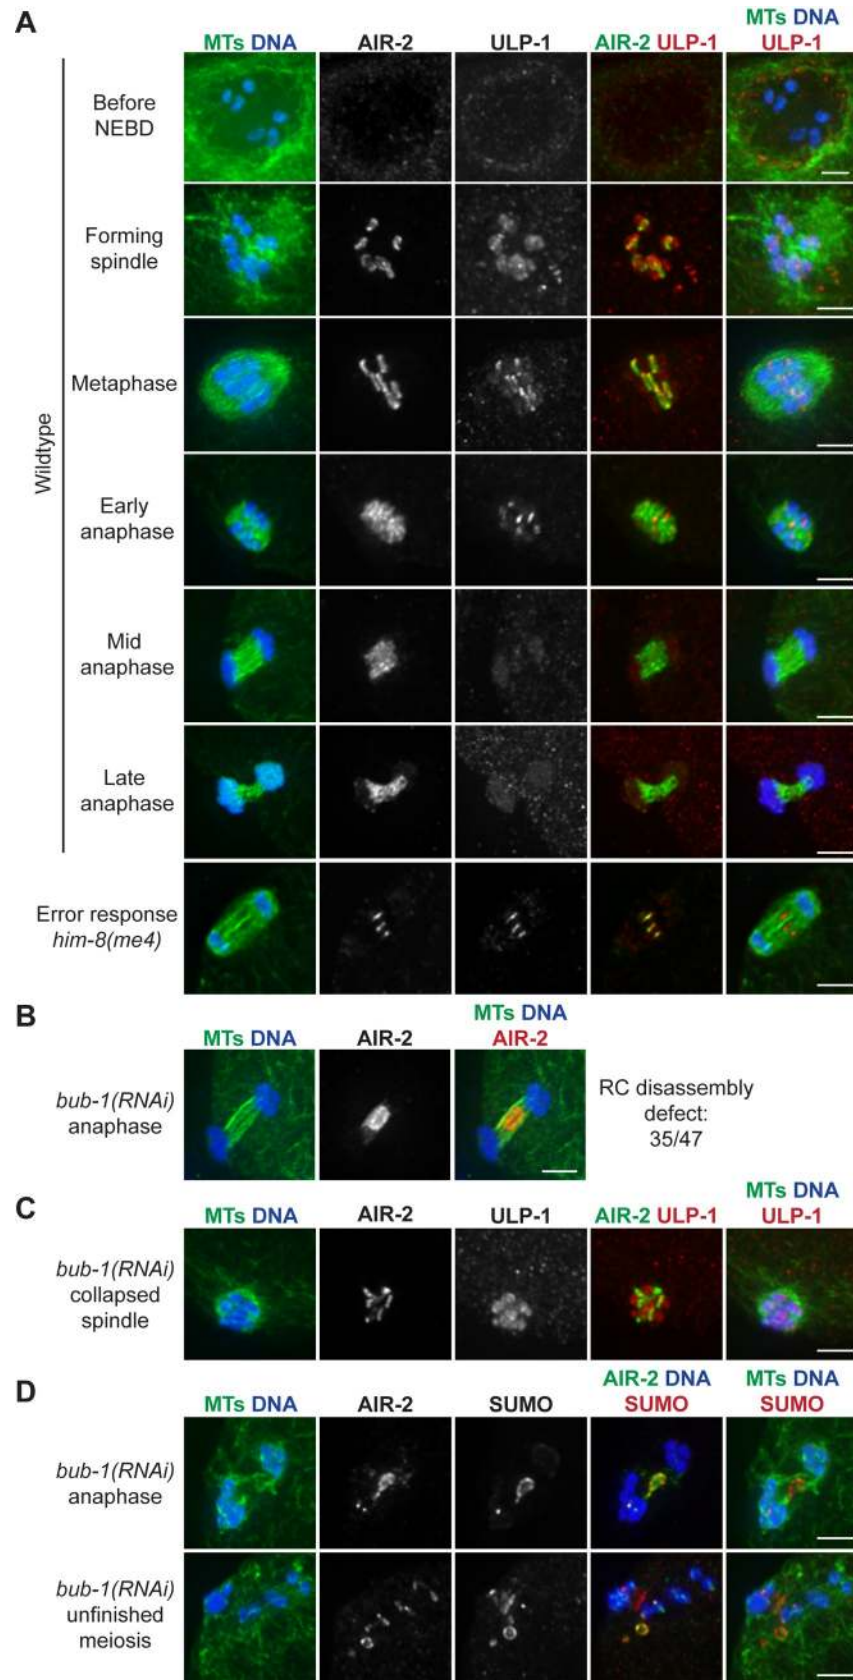 A
MTs DNA
AIR-2
ULP-1
AIR-2 ULP-1
MTs DNA
ULP-1
Wildtype
Before
NEBD
Forming
spindle
Metaphase
Early
anaphase
Mid
anaphase
Late
anaphase
Error response
him-8(me4)
B
MTs DNA
AIR-2
MTs DNA
AIR-2
bub-1(RNAi)
anaphase
RC disassembly
defect:
35/47
C
MTs DNA
AIR-2
ULP-1
AIR-2 ULP-1
MTs DNA
ULP-1
bub-1(RNAi)
collapsed
spindle
D
MTs DNA
AIR-2
SUMO
AIR-2 DNA
SUMO
MTs DNA
SUMO
bub-1(RNAi)
anaphase
bub-1(RNAi)
unfinished
meiosis